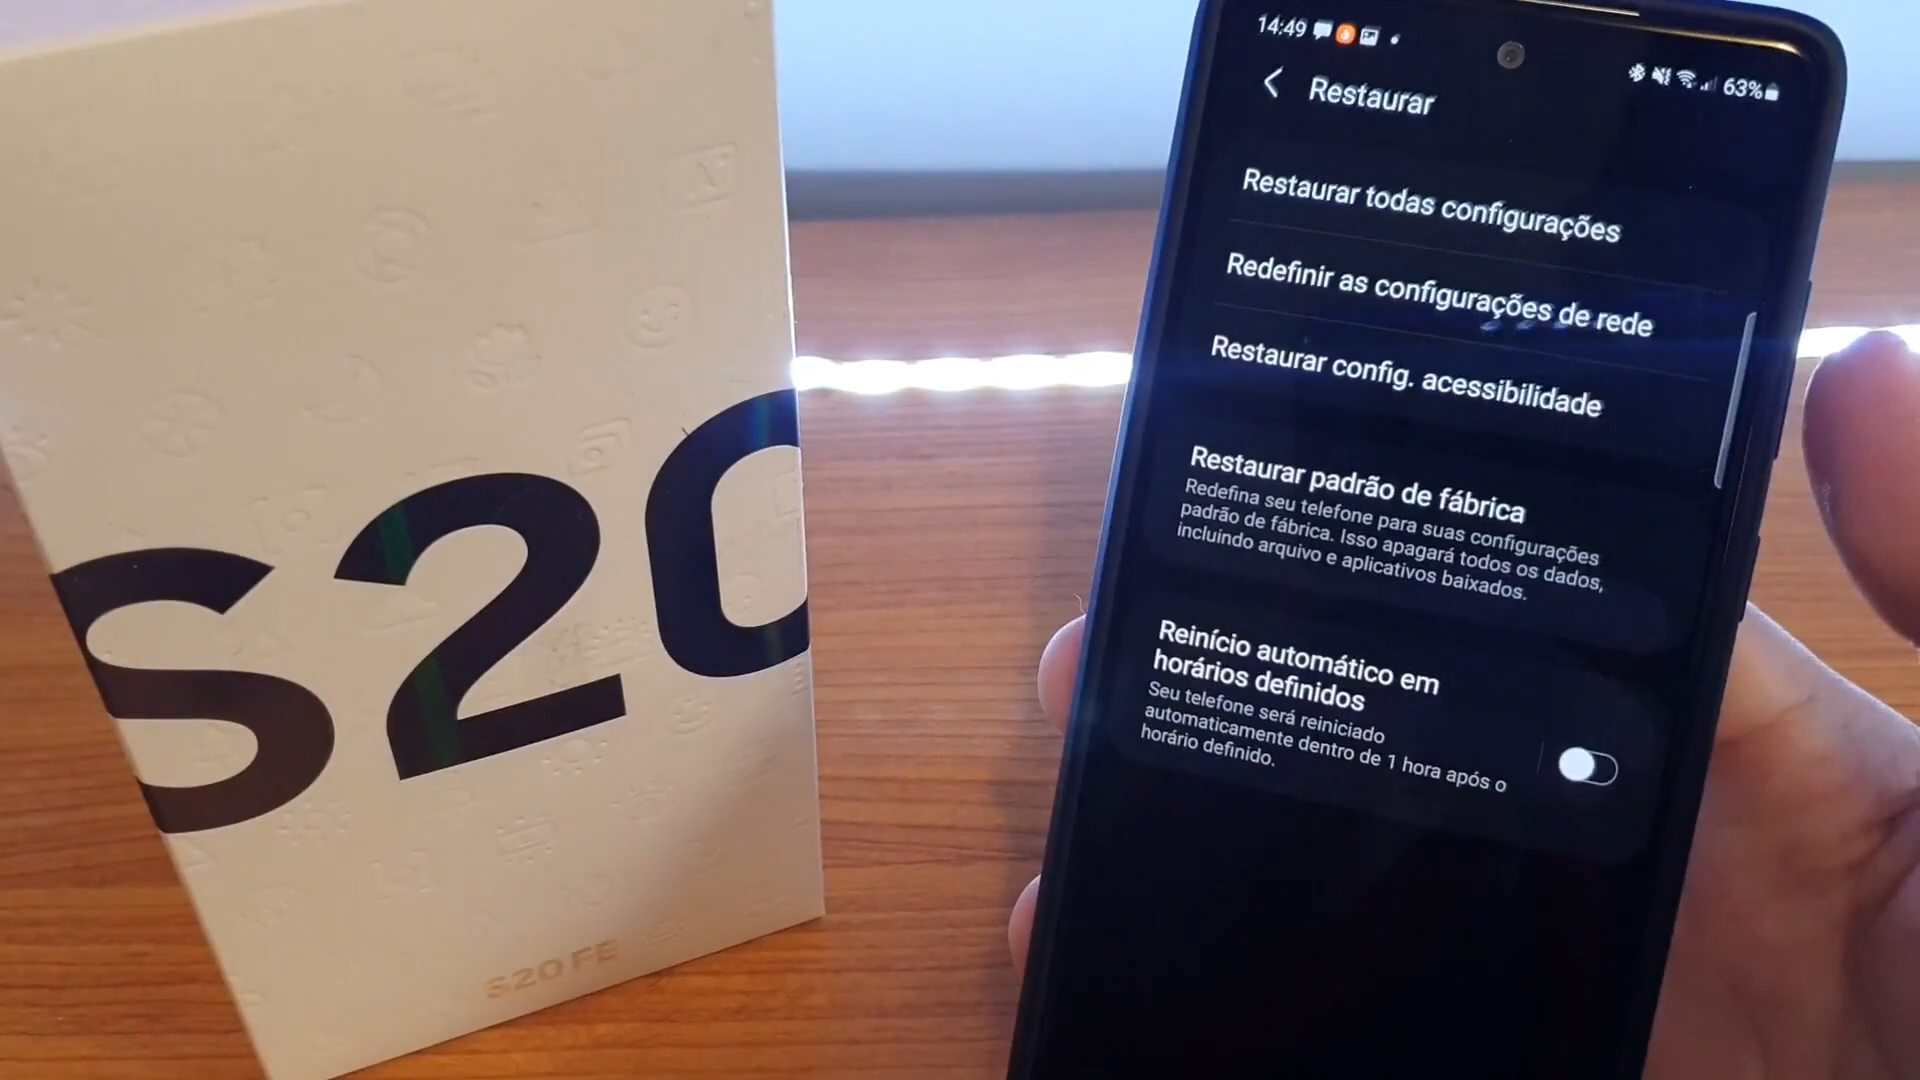 S20
S20 FE
14:49
63%
Restaurar
Restaurar todas configurações
Redefinir as configurações de rede
Restaurar config. acessibilidade
Restaurar padrão de fábrica
Redefina seu telefone para suas configurações
padrão de fábrica. Isso apagará todos os dados,
incluindo arquivo e aplicativos baixados.
Reinício automático em
horários definidos
Seu telefone será reiniciado
automaticamente dentro de 1 hora após o
horário definido.